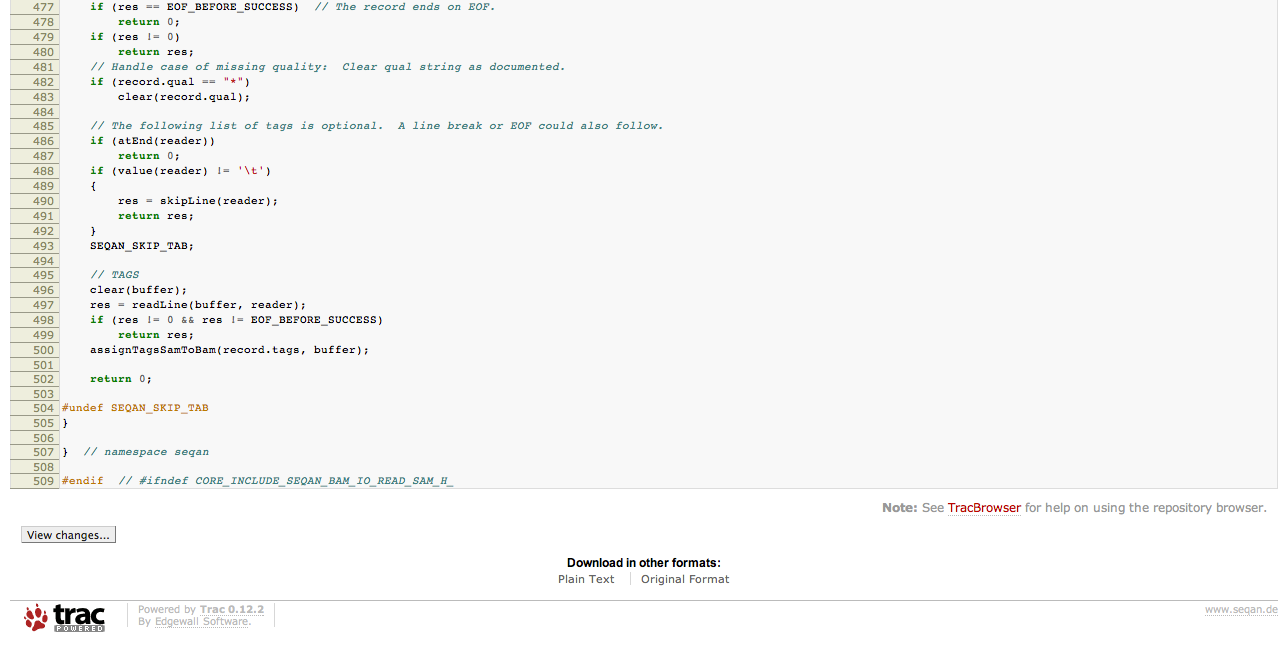 477 if (res == EOF_BEFORE_SUCCESS)  // The record ends on EOF.
478 return 0;
479 if (res != 0)
480 return res;
481 // Handle case of missing quality:  Clear qual string as documented.
482 if (record.qual == "*")
483 clear(record.qual);
484
485 // The following list of tags is optional.  A line break or EOF could also follow.
486 if (atEnd(reader))
487 return 0;
488 if (value(reader) != '\t')
489 {
490 res = skipLine(reader);
491 return res;
492 }
493 SEQAN_SKIP_TAB;
494
495 // TAGS
496 clear(buffer);
497 res = readLine(buffer, reader);
498 if (res != 0 && res != EOF_BEFORE_SUCCESS)
499 return res;
500 assignTagsSamToBam(record.tags, buffer);
501
502 return 0;
503
504 #undef SEQAN_SKIP_TAB
505 }
506
507 }  // namespace seqan
508
509 #endif  // #ifndef CORE_INCLUDE_SEQAN_BAM_IO_READ_SAM_H_
Note: See TracBrowser for help on using the repository browser.
View changes...
Download in other formats:
Plain Text Original Format
trac POWERED
Powered by Trac 0.12.2
By Edgewall Software.
www.seqan.de